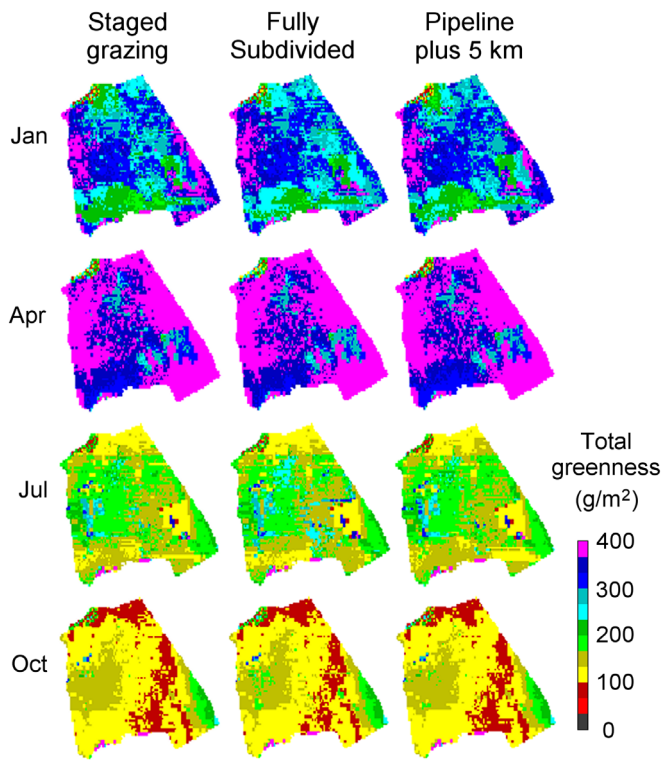 Staged
grazing
Fully
Subdivided
Pipeline
plus 5 km
Jan
Apr
Jul
Oct
Total
greenness
(g/m²)
400
300
200
100
0